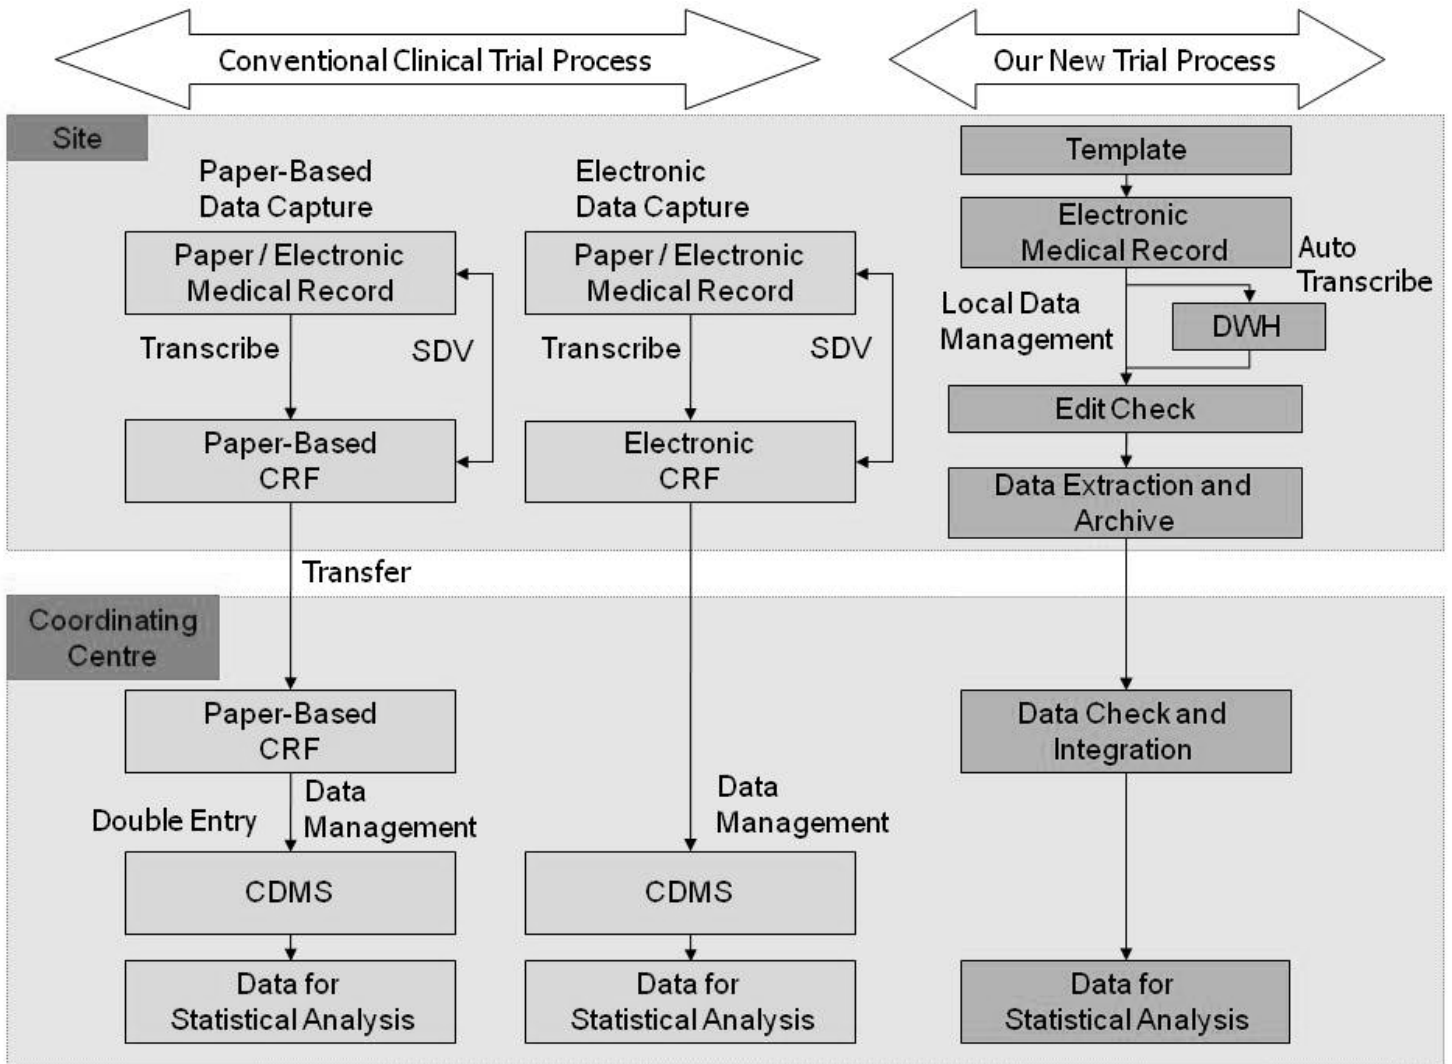 Conventional Clinical Trial Process
Our New Trial Process
Site
Paper-Based
Data Capture
Paper / Electronic
Medical Record
Transcribe
SDV
Paper-Based
CRF
Electronic
Data Capture
Paper / Electronic
Medical Record
Transcribe
SDV
Electronic
CRF
Template
Electronic
Medical Record
Auto
Transcribe
Local Data
Management
DWH
Edit Check
Data Extraction and
Archive
Transfer
Coordinating
Centre
Paper-Based
CRF
Double Entry
Data
Management
CDMS
Data for
Statistical Analysis
Data
Management
CDMS
Data for
Statistical Analysis
Data Check and
Integration
Data for
Statistical Analysis